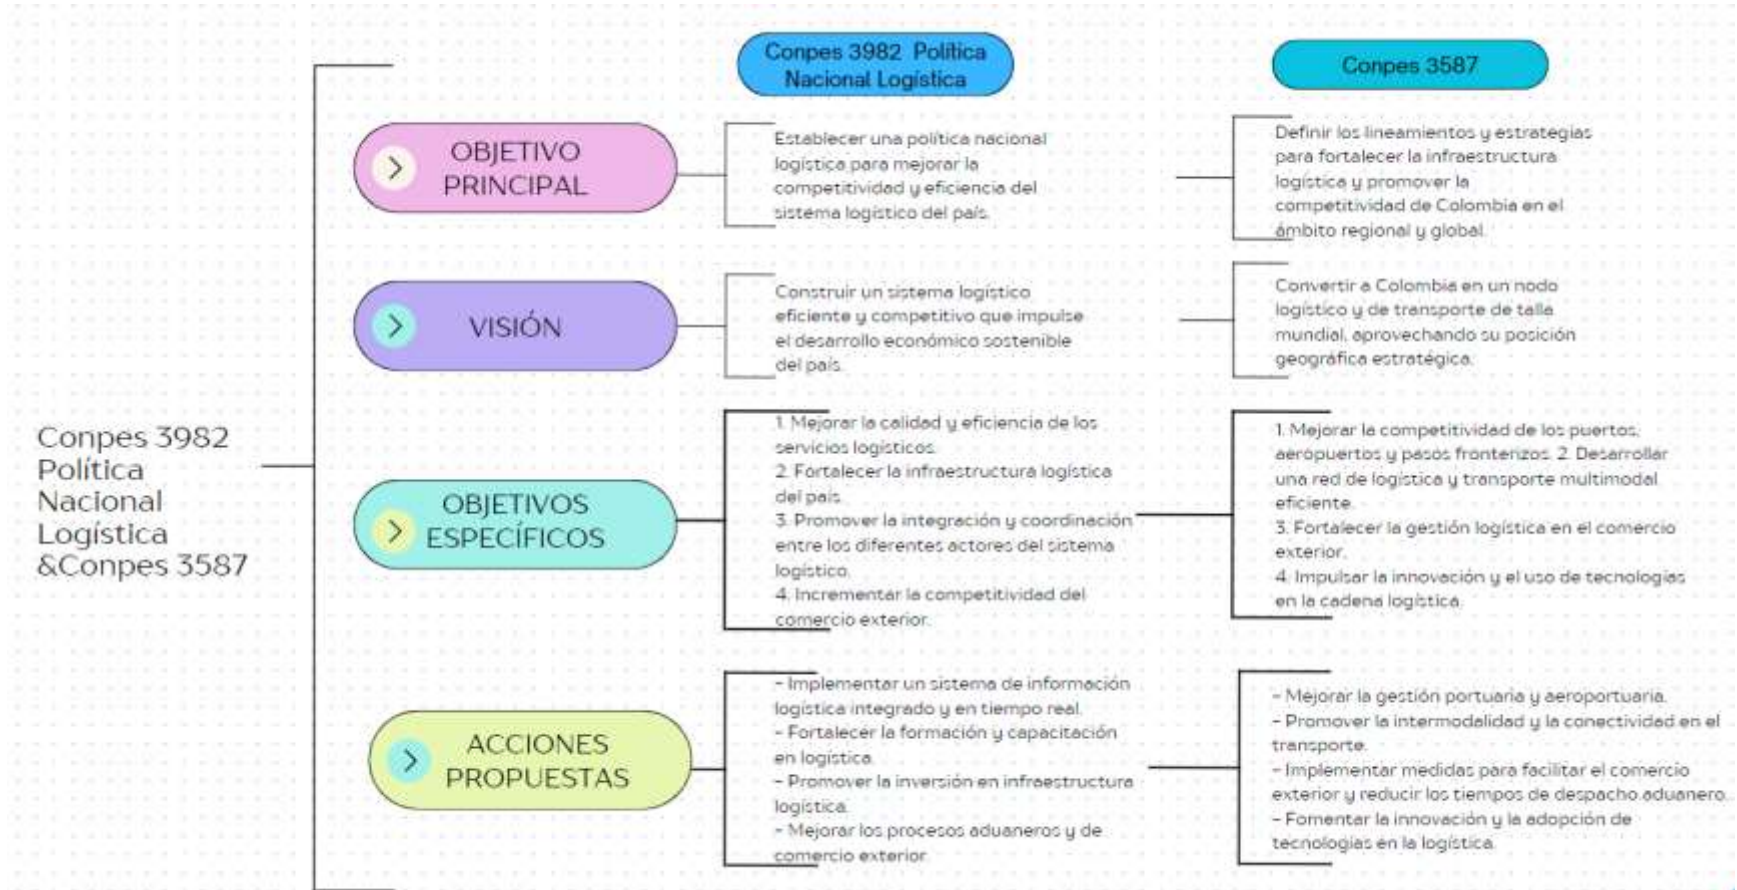 Conpes 3982 Política
Nacional Logística
Conpes 3587
Conpes 3982
Política
Nacional
Logística
&Conpes 3587
OBJETIVO
PRINCIPAL
Establecer una política nacional
logística para mejorar la
competitividad y eficiencia del
sistema logístico del país.
Definir los lineamientos y estrategias
para fortalecer la infraestructura
logística y promover la
competitividad de Colombia en el
ámbito regional y global.
VISIÓN
Construir un sistema logístico
eficiente y competitivo que impulse
el desarrollo económico sostenible
del país.
Convertir a Colombia en un nodo
logístico y de transporte de talla
mundial, aprovechando su posición
geográfica estratégica.
OBJETIVOS
ESPECÍFICOS
1. Mejorar la calidad y eficiencia de los
servicios logísticos.
2. Fortalecer la infraestructura logística
del país.
3. Promover la integración y coordinación
entre los diferentes actores del sistema
logístico.
4. Incrementar la competitividad del
comercio exterior.
1. Mejorar la competitividad de los puertos,
aeropuertos y pasos fronterizos. 2. Desarrollar
una red de logística y transporte multimodal
eficiente.
3. Fortalecer la gestión logística en el comercio
exterior.
4. Impulsar la innovación y el uso de tecnologías
en la cadena logística.
ACCIONES
PROPUESTAS
- Implementar un sistema de información
logística integrado y en tiempo real.
- Fortalecer la formación y capacitación
en logística.
- Promover la inversión en infraestructura
logística.
- Mejorar los procesos aduaneros y de
comercio exterior.
- Mejorar la gestión portuaria y aeroportuaria.
- Promover la intermodalidad y la conectividad en el
transporte.
- Implementar medidas para facilitar el comercio
exterior y reducir los tiempos de despacho aduanero.
- Fomentar la innovación y la adopción de
tecnologías en la logística.